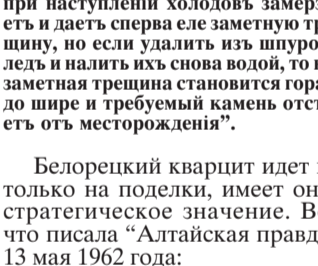 при наступленіи холодовъ замерз
етъ и даетъ сперва еле заметную тр
щину, но если удалить изъ шпуро
ледъ и налить ихъ снова водой, то
заметная трещина становится гора
до шире и требуемый камень отст
етъ отъ месторожденія”.
Белорецкий кварцит идет
только на поделки, имеет он
стратегическое значение. В
что писала “Алтайская правд
13 мая 1962 года: